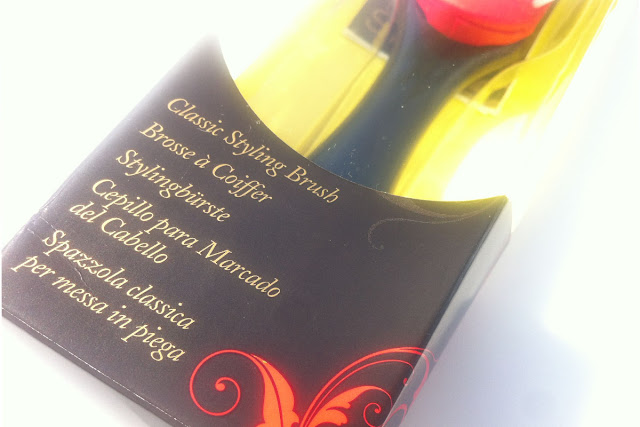 Classic Styling Brush
Brosse à Coiffer
Stylingbürste
Cepillo para Marcado
del Cabello
Spazzola classica
per messa in piega